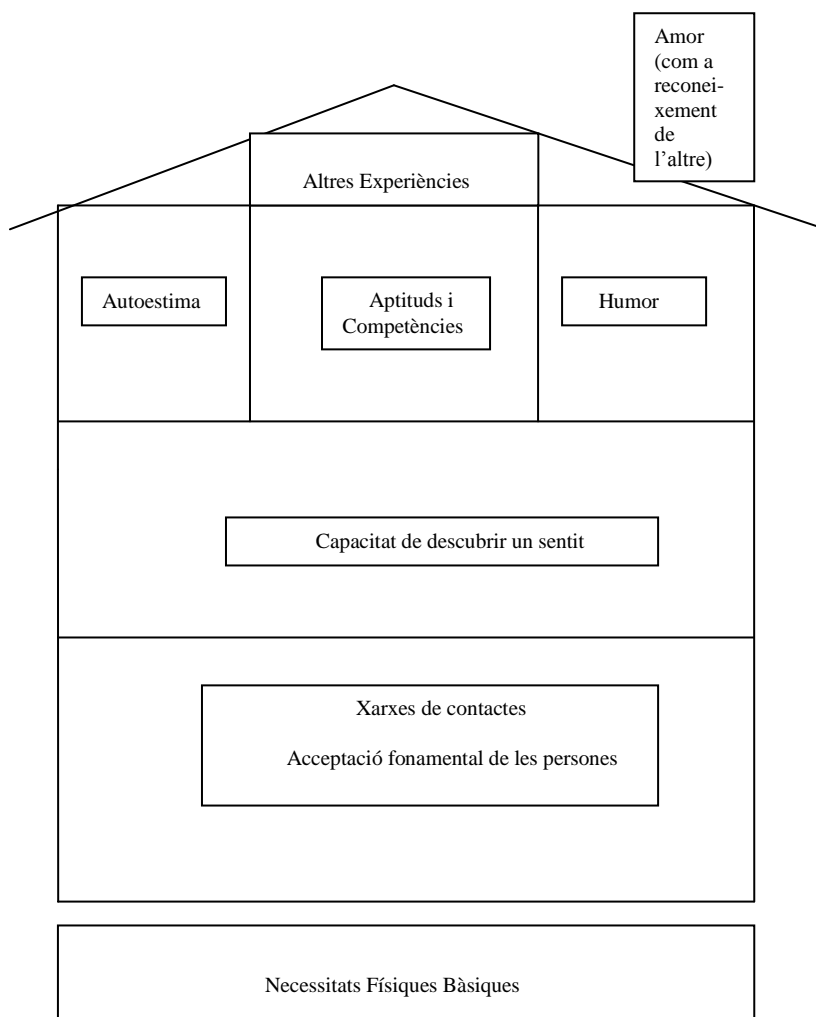 Amor
(com a
reconei-
xement
de
l’altre)
Altres Experiències
Autoestima
Aptituds i
Competències
Humor
Capacitat de descubrir un sentit
Xarxes de contactes
Acceptació fonamental de les persones
Necessitats Físiques Bàsiques